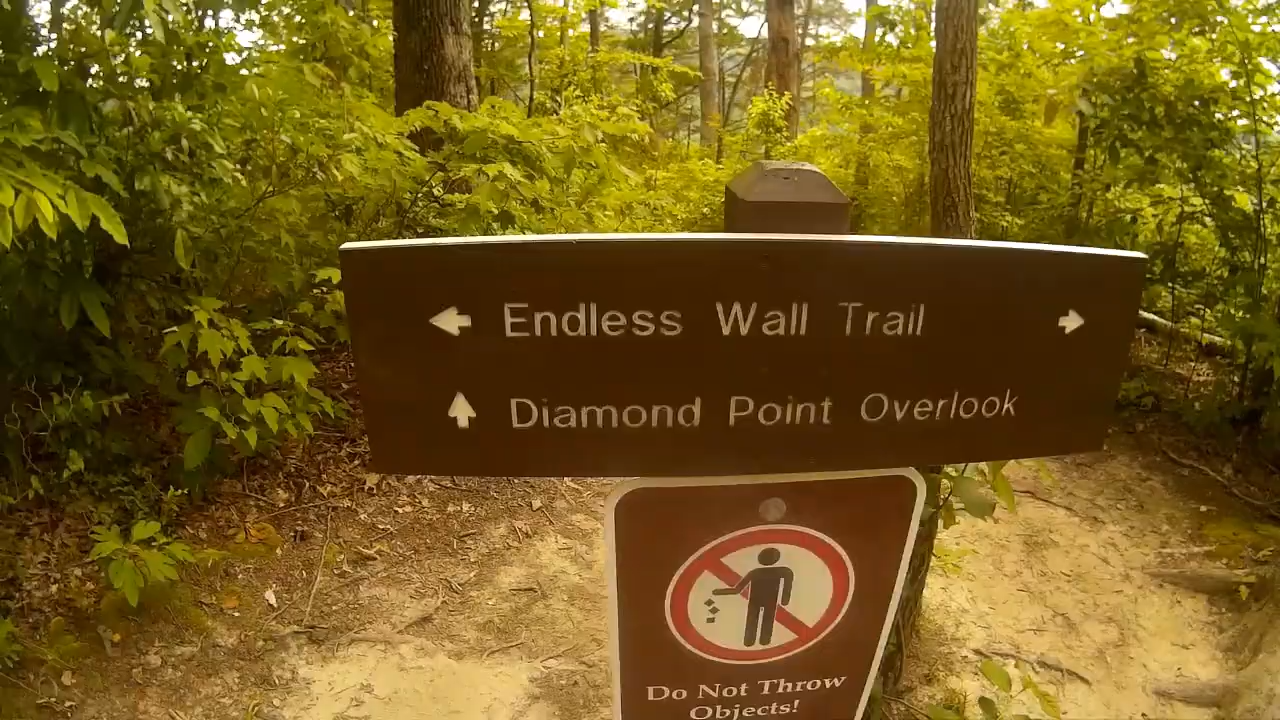 Endless Wall Trail
Diamond Point Overlook
Do Not Throw
Objects!